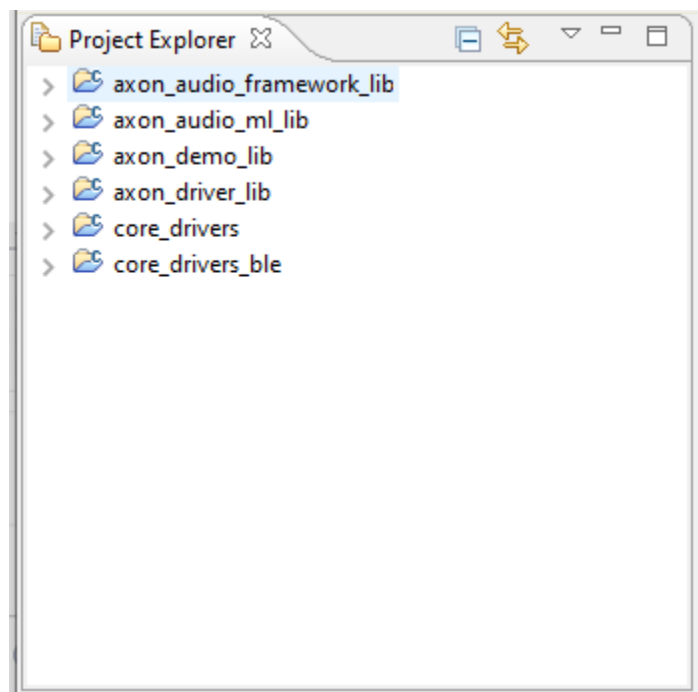 Project Explorer
axon_audio_framework_lib
axon_audio_ml_lib
axon_demo_lib
axon_driver_lib
core_drivers
core_drivers_ble